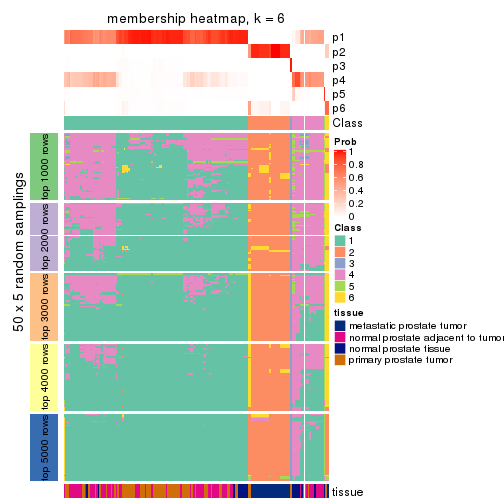 membership heatmap, k = 6
p1
p2
p3
p4
p5
p6
Class
50 x 5 random samplings
top 1000 rows
top 2000 rows
top 3000 rows
top 4000 rows
top 5000 rows
Prob
1
0.8
0.6
0.4
0.2
0
Class
1
2
3
4
5
6
tissue
metastatic prostate tumor
normal prostate adjacent to tumor
normal prostate tissue
primary prostate tumor
tissue